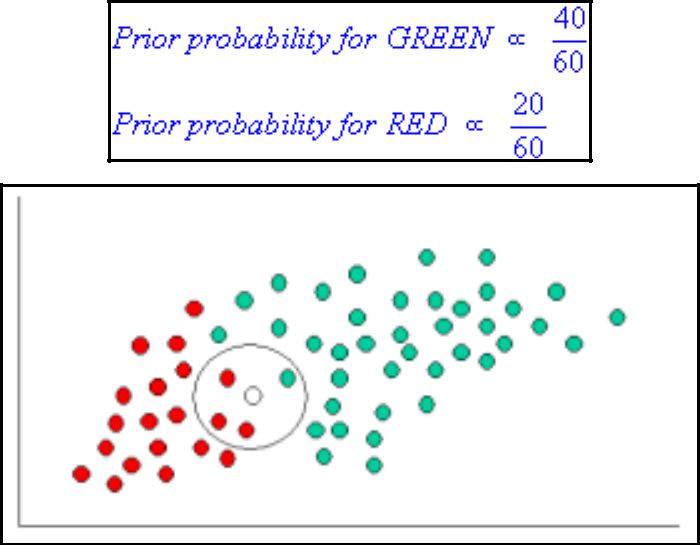 Prior probability for GREEN ∝ 40/60
Prior probability for RED ∝ 20/60